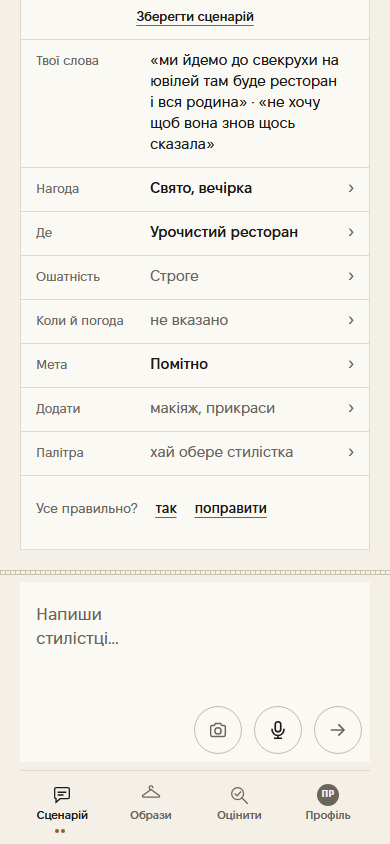 Зберегти сценарій
Твої слова
«ми йдемо до свекрухи на
ювілей там буде ресторан
і вся родина» · «не хочу
щоб вона знов щось
сказала»
Нагода
Свято, вечірка
Де
Урочистий ресторан
Ошатність
Строге
Коли й погода
не вказано
Мета
Помітно
Додати
макіяж, прикраси
Палітра
хай обере стилістка
Усе правильно? так поправити
Напиши
стилістці...
Сценарій
Образи
Оцінити
ПР
Профіль